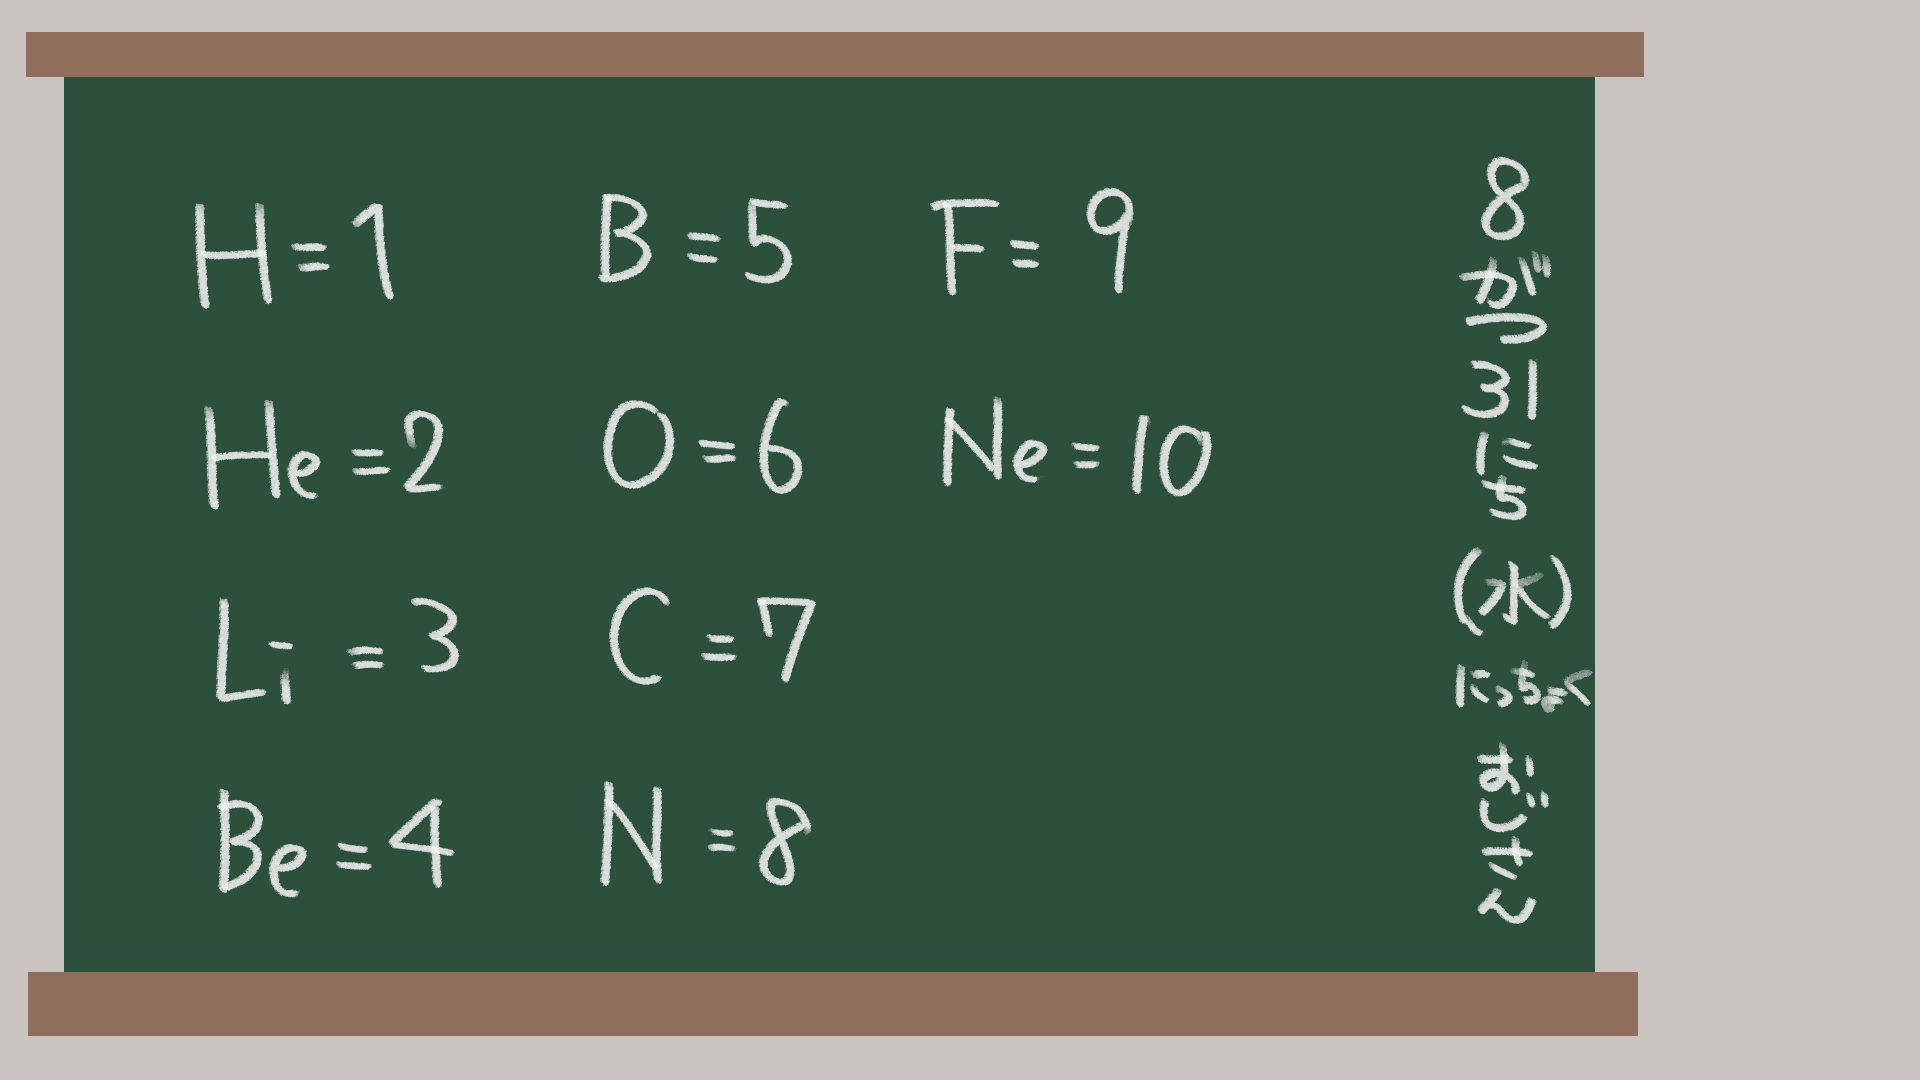 H=1
He=2
Li=3
Be=4
B=5
O=6
C=7
N=8
F=9
Ne=10
8がつ31にち(水)
にっちょく
おじさん